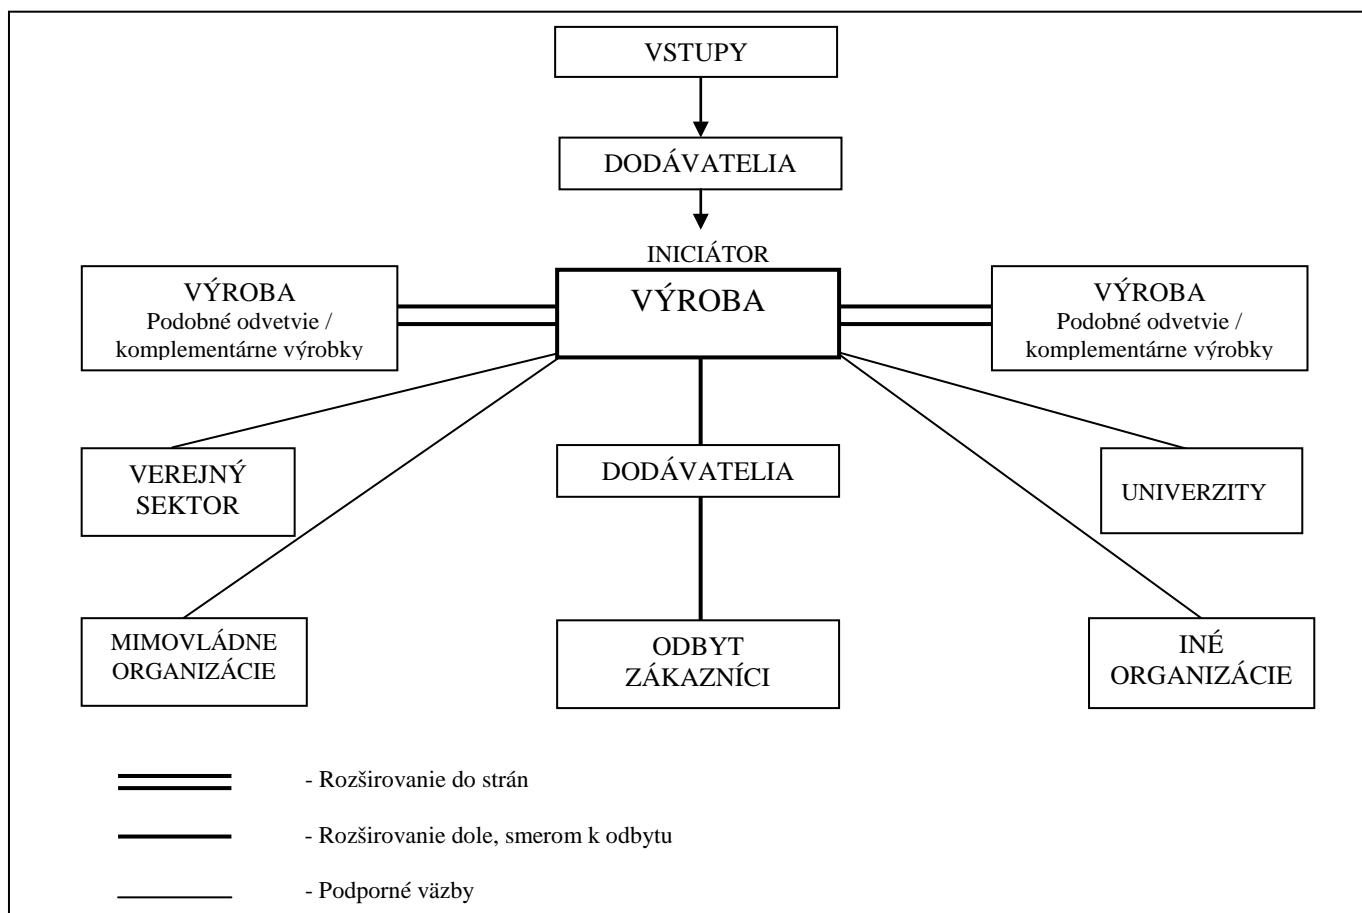 VSTUPY
DODÁVATELIA
INICIÁTOR
VÝROBA
Podobné odvetvie /
komplementárne výrobky
VÝROBA
VÝROBA
Podobné odvetvie /
komplementárne výrobky
VEREJNÝ
SEKTOR
DODÁVATELIA
UNIVERZITY
MIMOVLÁDNE
ORGANIZÁCIE
ODBYT
ZÁKAZNÍCI
INÉ
ORGANIZÁCIE
- Rozširovanie do strán
- Rozširovanie dole, smerom k odbytu
- Podporné väzby